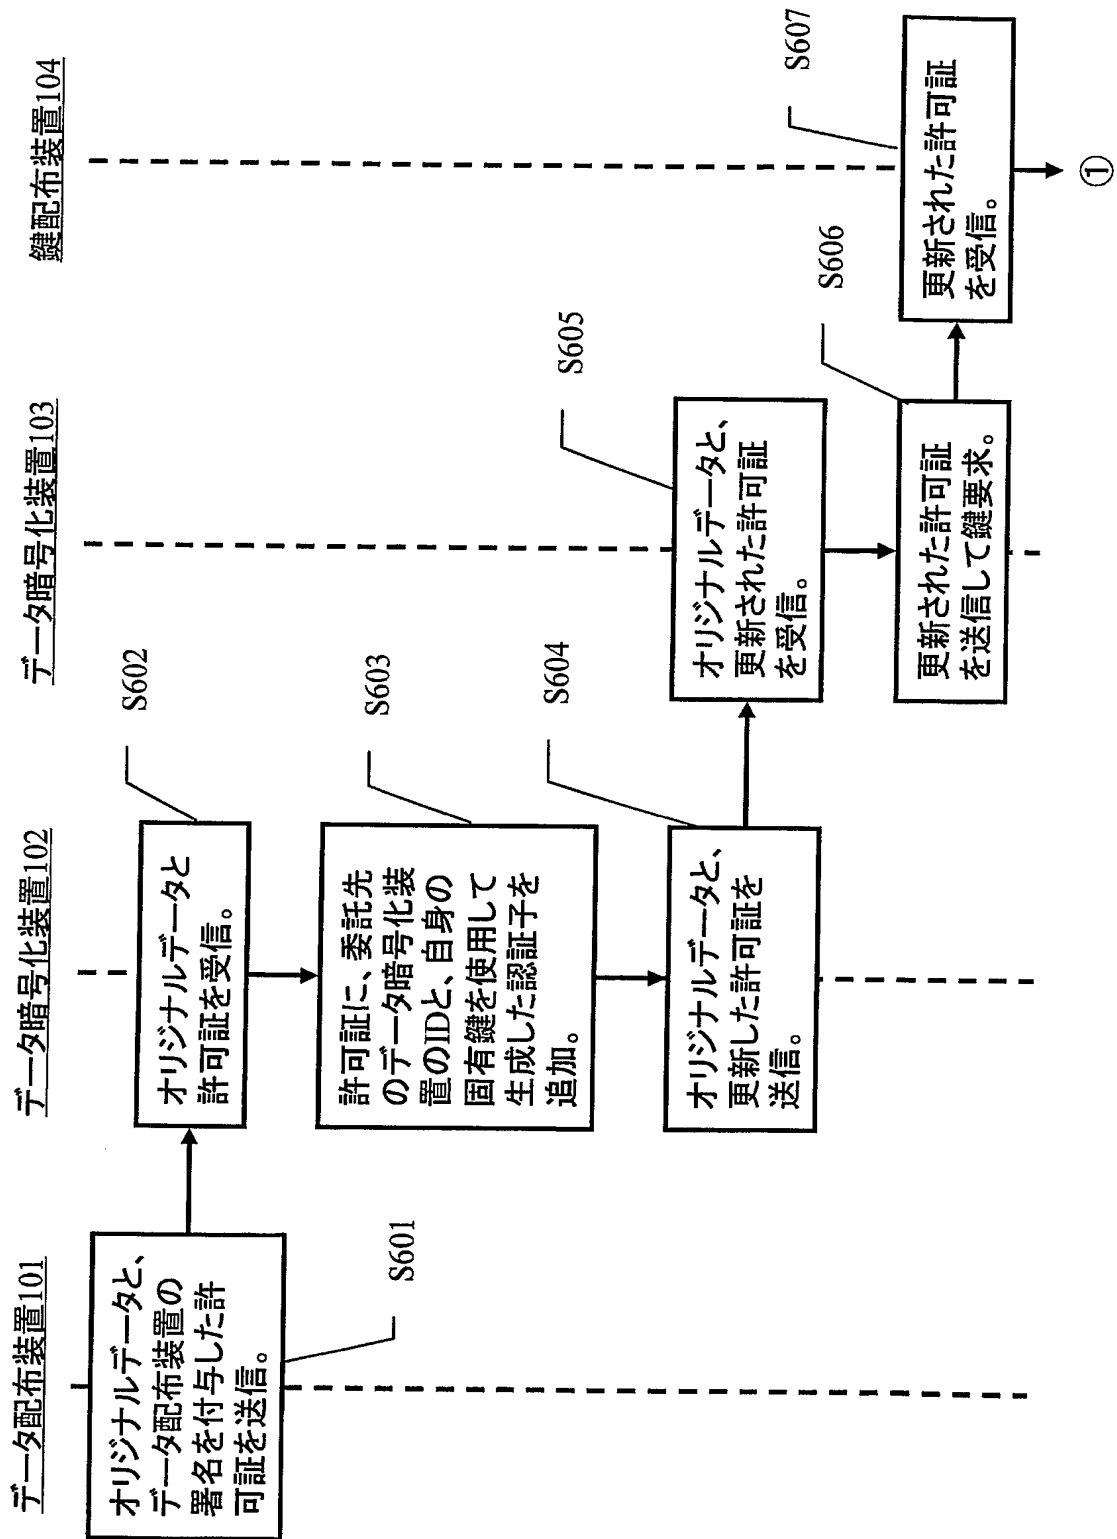 データ配布装置101
データ暗号化装置102
データ暗号化装置103
鍵配布装置104
オリジナルデータと、
データ配布装置の
署名を付与した許
可証を送信。
S601
オリジナルデータと
許可証を受信。
S602
許可証に、委託先
のデータ暗号化装
置のIDと、自身の
固有鍵を使用して
生成した認証子を
追加。
S603
オリジナルデータと、
更新した許可証を
送信。
S604
オリジナルデータと、
更新された許可証
を受信。
S605
更新された許可証
を送信して鍵要求。
S606
更新された許可証
を受信。
S607
①